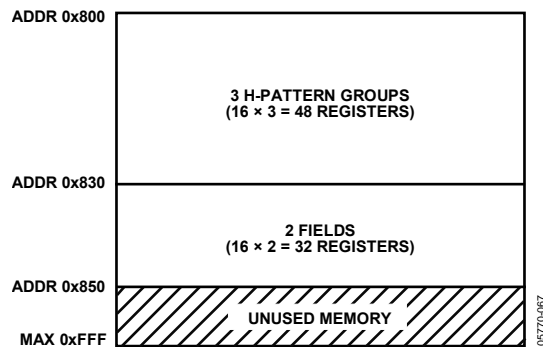 ADDR 0x800
3 H-PATTERN GROUPS
(16 × 3 = 48 REGISTERS)
ADDR 0x830
2 FIELDS
(16 × 2 = 32 REGISTERS)
ADDR 0x850
UNUSED MEMORY
MAX 0xFFF
05770-067